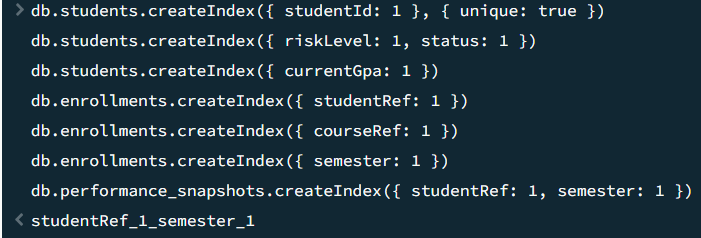 > db.students.createIndex({ studentId: 1 }, { unique: true })
db.students.createIndex({ riskLevel: 1, status: 1 })
db.students.createIndex({ currentGpa: 1 })
db.enrollments.createIndex({ studentRef: 1 })
db.enrollments.createIndex({ courseRef: 1 })
db.enrollments.createIndex({ semester: 1 })
db.performance_snapshots.createIndex({ studentRef: 1, semester: 1 })
< studentRef_1_semester_1